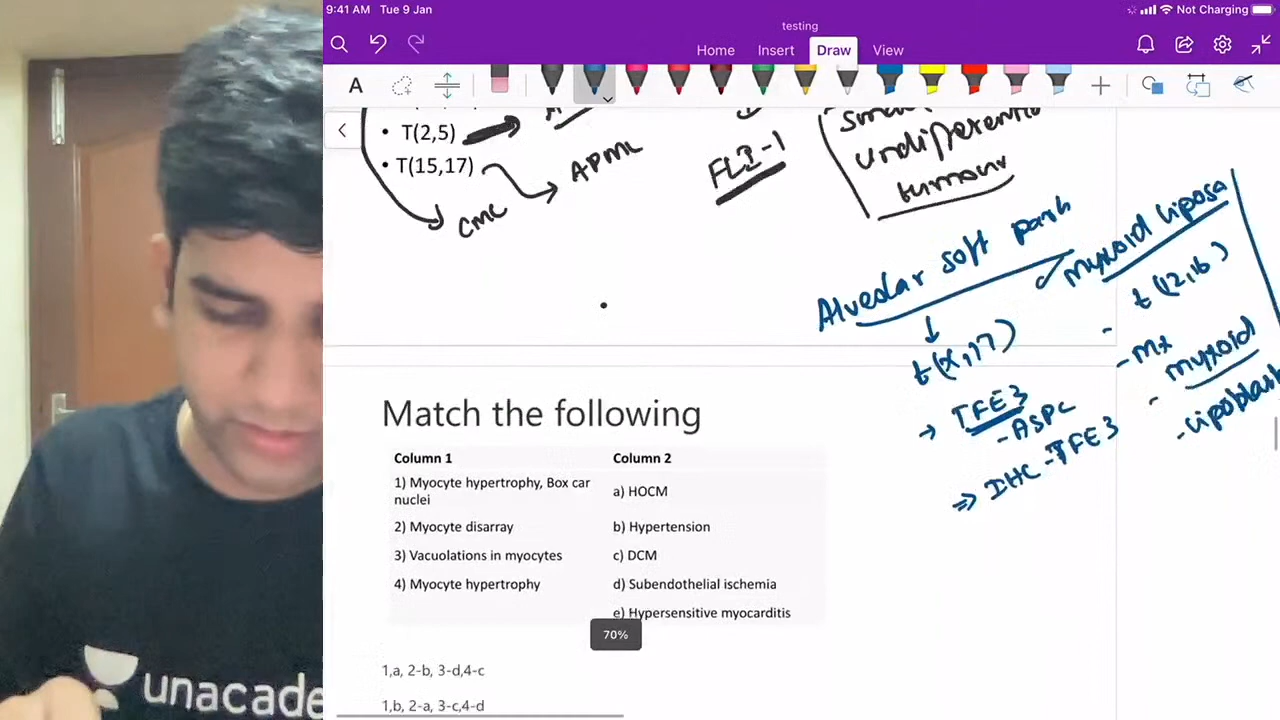 9:41 AM Tue 9 Jan
Not Charging
testing
Home Insert Draw View
A
• T(2,5)
• T(15,17)
APML
CML
FLI-1
undifferentia
tumour
Alveolar soft part
t(X,17)
→ TFE3
- ASPL
⇒ IHC - TFE3
myxoid liposa
- t(12,16)
- Mx
myxoid
- lipoblast
Match the following
Column 1 Column 2
1) Myocyte hypertrophy, Box car nuclei a) HOCM
2) Myocyte disarray b) Hypertension
3) Vacuolations in myocytes c) DCM
4) Myocyte hypertrophy d) Subendothelial ischemia
e) Hypersensitive myocarditis
70%
1,a, 2-b, 3-d,4-c
1,b, 2-a, 3-c,4-d
unacade